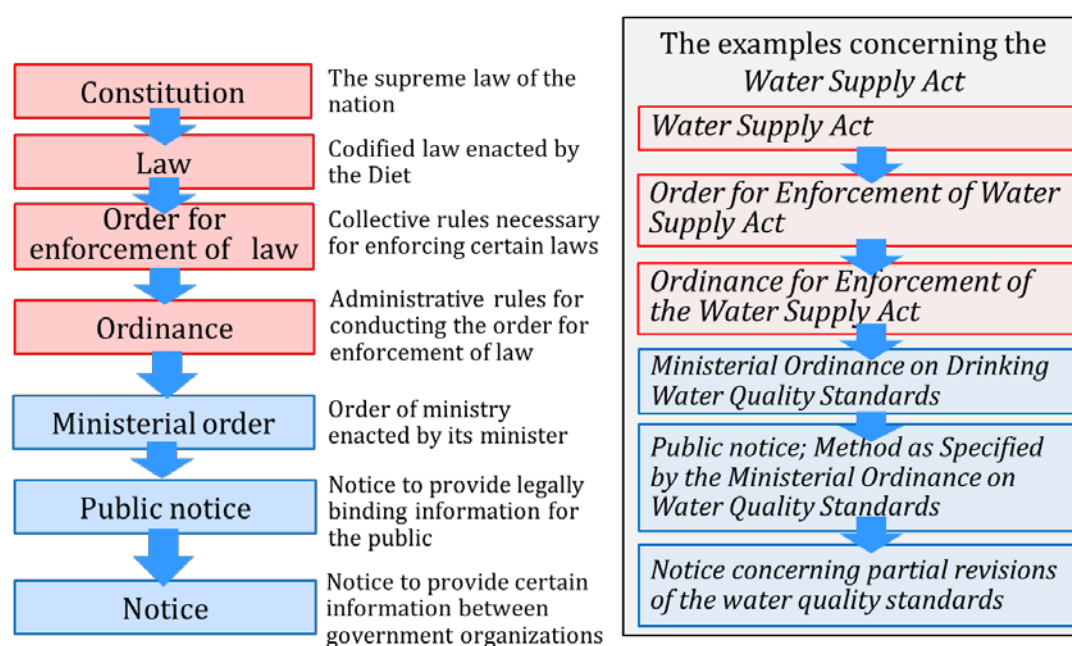 Constitution
The supreme law of the
nation
Law
Codified law enacted by
the Diet
Order for
enforcement of law
Collective rules necessary
for enforcing certain laws
Ordinance
Administrative rules for
conducting the order for
enforcement of law
Ministerial order
Order of ministry
enacted by its minister
Public notice
Notice to provide legally
binding information for
the public
Notice
Notice to provide certain
information between
government organizations
The examples concerning the
Water Supply Act
Water Supply Act
Order for Enforcement of Water
Supply Act
Ordinance for Enforcement of
the Water Supply Act
Ministerial Ordinance on Drinking
Water Quality Standards
Public notice; Method as Specified
by the Ministerial Ordinance on
Water Quality Standards
Notice concerning partial revisions
of the water quality standards